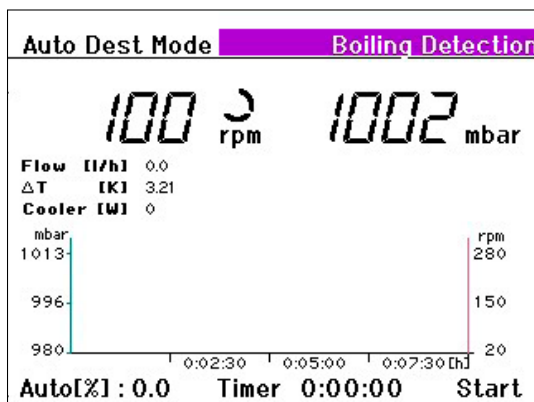 Auto Dest Mode Boiling Detection
100 rpm 1002 mbar
Flow [l/h] 0.0
ΔT [K] 3.21
Cooler [W] 0
mbar rpm
1013 280
996 150
980 20
0:02:30 0:05:00 0:07:30 [h]
Auto[%] : 0.0 Timer 0:00:00 Start